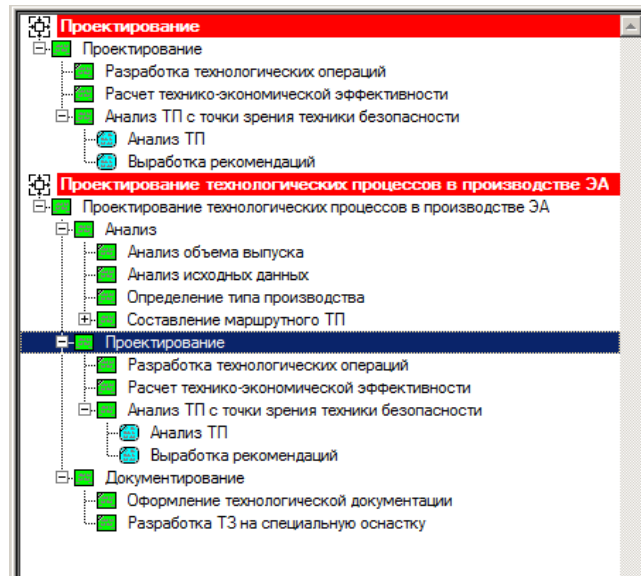 Проектирование
Проектирование
Разработка технологических операций
Расчет технико-экономической эффективности
Анализ ТП с точки зрения техники безопасности
Анализ ТП
Выработка рекомендаций
Проектирование технологических процессов в производстве ЭА
Проектирование технологических процессов в производстве ЭА
Анализ
Анализ объема выпуска
Анализ исходных данных
Определение типа производства
Составление маршрутного ТП
Проектирование
Разработка технологических операций
Расчет технико-экономической эффективности
Анализ ТП с точки зрения техники безопасности
Анализ ТП
Выработка рекомендаций
Документирование
Оформление технологической документации
Разработка ТЗ на специальную оснастку